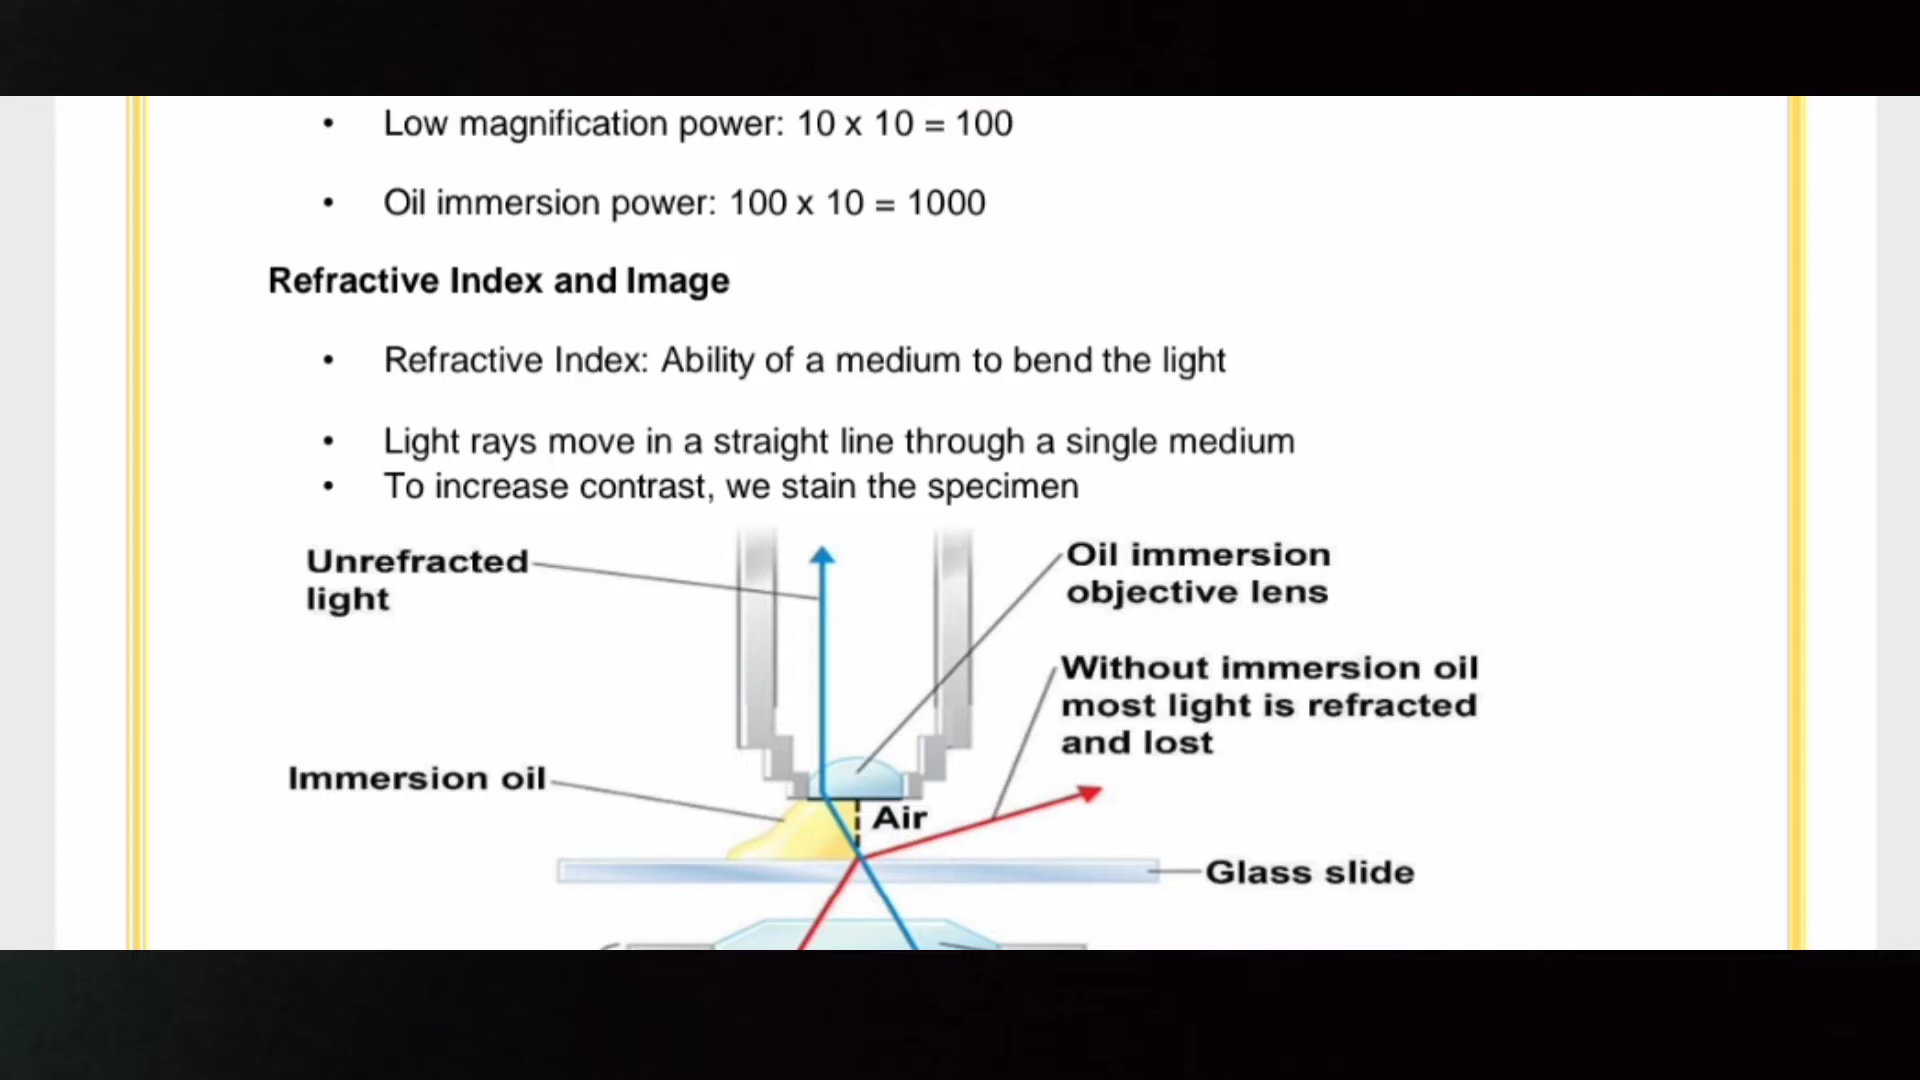 • Low magnification power: 10 x 10 = 100
• Oil immersion power: 100 x 10 = 1000
Refractive Index and Image
• Refractive Index: Ability of a medium to bend the light
• Light rays move in a straight line through a single medium
• To increase contrast, we stain the specimen
Unrefracted
light
Oil immersion
objective lens
Without immersion oil
most light is refracted
and lost
Immersion oil
Air
Glass slide